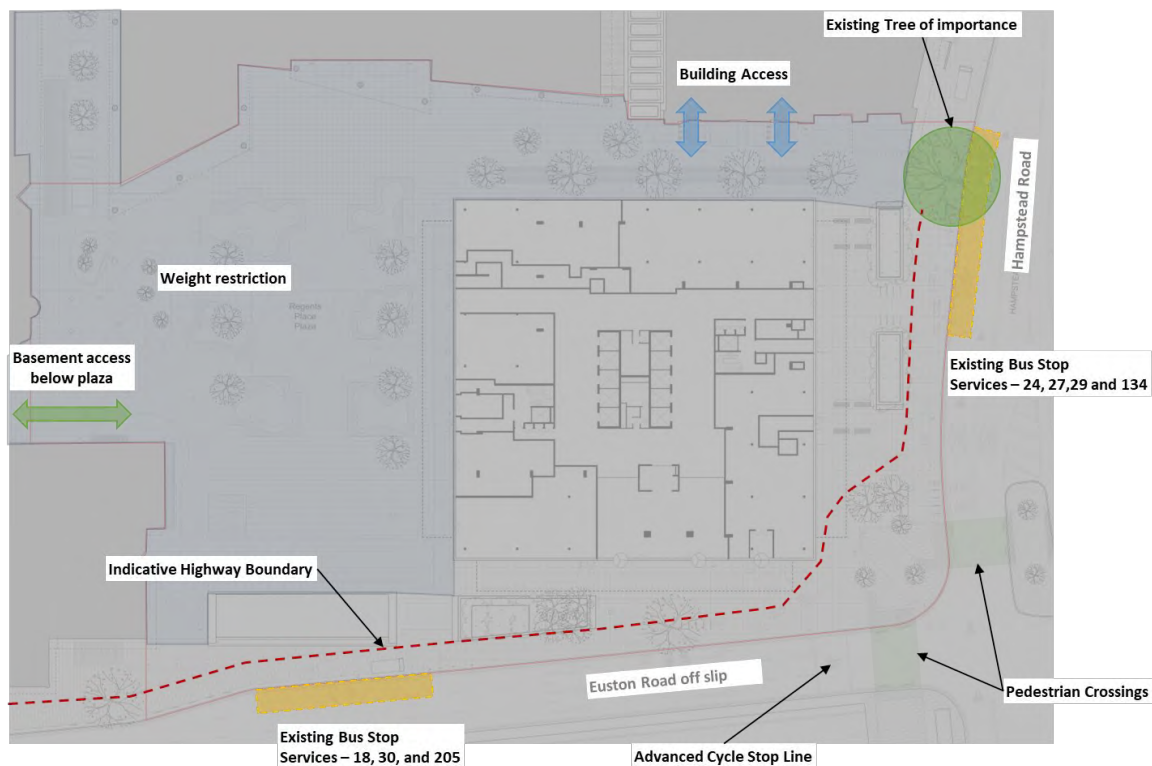 Existing Tree of importance
Building Access
Hampstead Road
Weight restriction
Regents
Place
Plaza
Basement access
below plaza
Existing Bus Stop
Services – 24, 27,29 and 134
Indicative Highway Boundary
Euston Road off slip
Pedestrian Crossings
Existing Bus Stop
Services – 18, 30, and 205
Advanced Cycle Stop Line